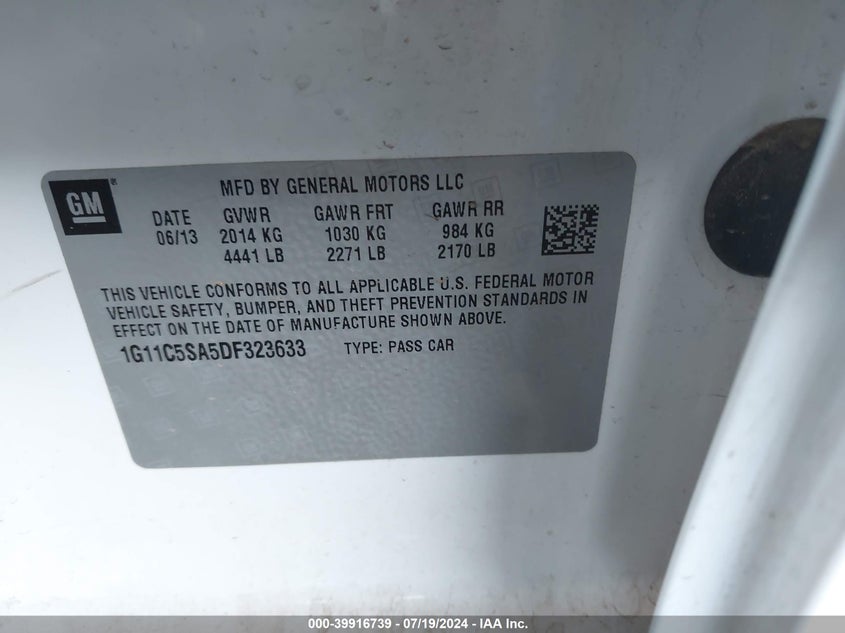 GM®
MFD BY GENERAL MOTORS LLC
DATE GVWR GAWR FRT GAWR RR
06/13 2014 KG 1030 KG 984 KG
4441 LB 2271 LB 2170 LB
THIS VEHICLE CONFORMS TO ALL APPLICABLE U.S. FEDERAL MOTOR
VEHICLE SAFETY, BUMPER, AND THEFT PREVENTION STANDARDS IN
EFFECT ON THE DATE OF MANUFACTURE SHOWN ABOVE.
1G11C5SA5DF323633 TYPE: PASS CAR
000-39916739 - 07/19/2024 - IAA Inc.